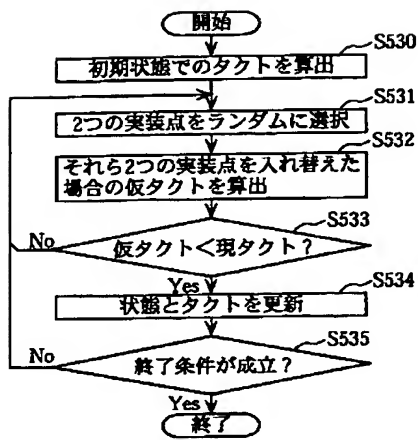 開始
S530
初期状態でのタクトを算出
S531
2つの実装点をランダムに選択
S532
それら2つの実装点を入れ替えた
場合の仮タクトを算出
S533
仮タクト<現タクト?
No
Yes
S534
状態とタクトを更新
S535
終了条件が成立?
No
Yes
終了